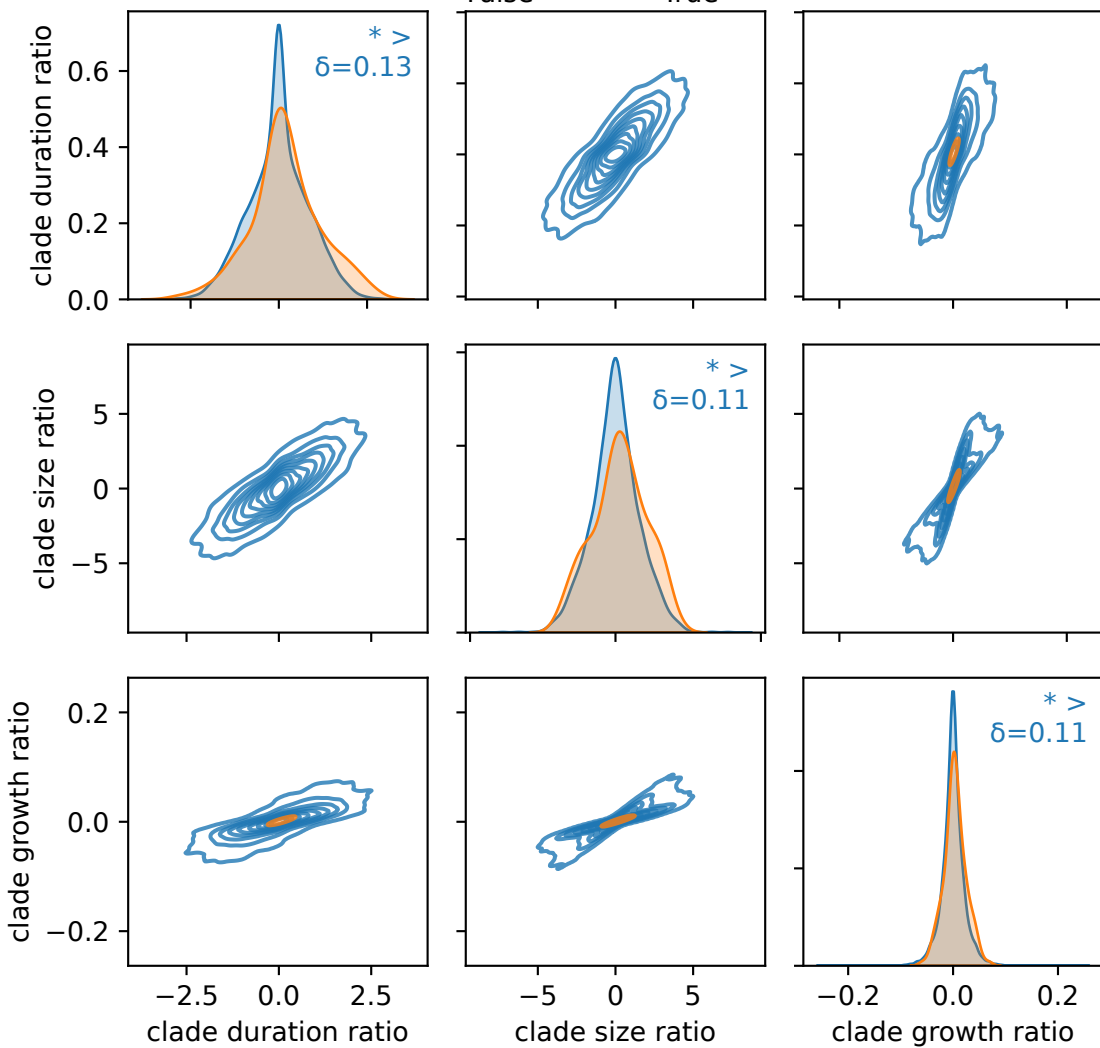 clade duration ratio
0.6
0.4
0.2
0.0
* >
δ=0.13
clade size ratio
5
0
−5
* >
δ=0.11
clade growth ratio
0.2
0.0
−0.2
* >
δ=0.11
−2.5 0.0 2.5
−5 0 5
−0.2 0.0 0.2
clade duration ratio
clade size ratio
clade growth ratio